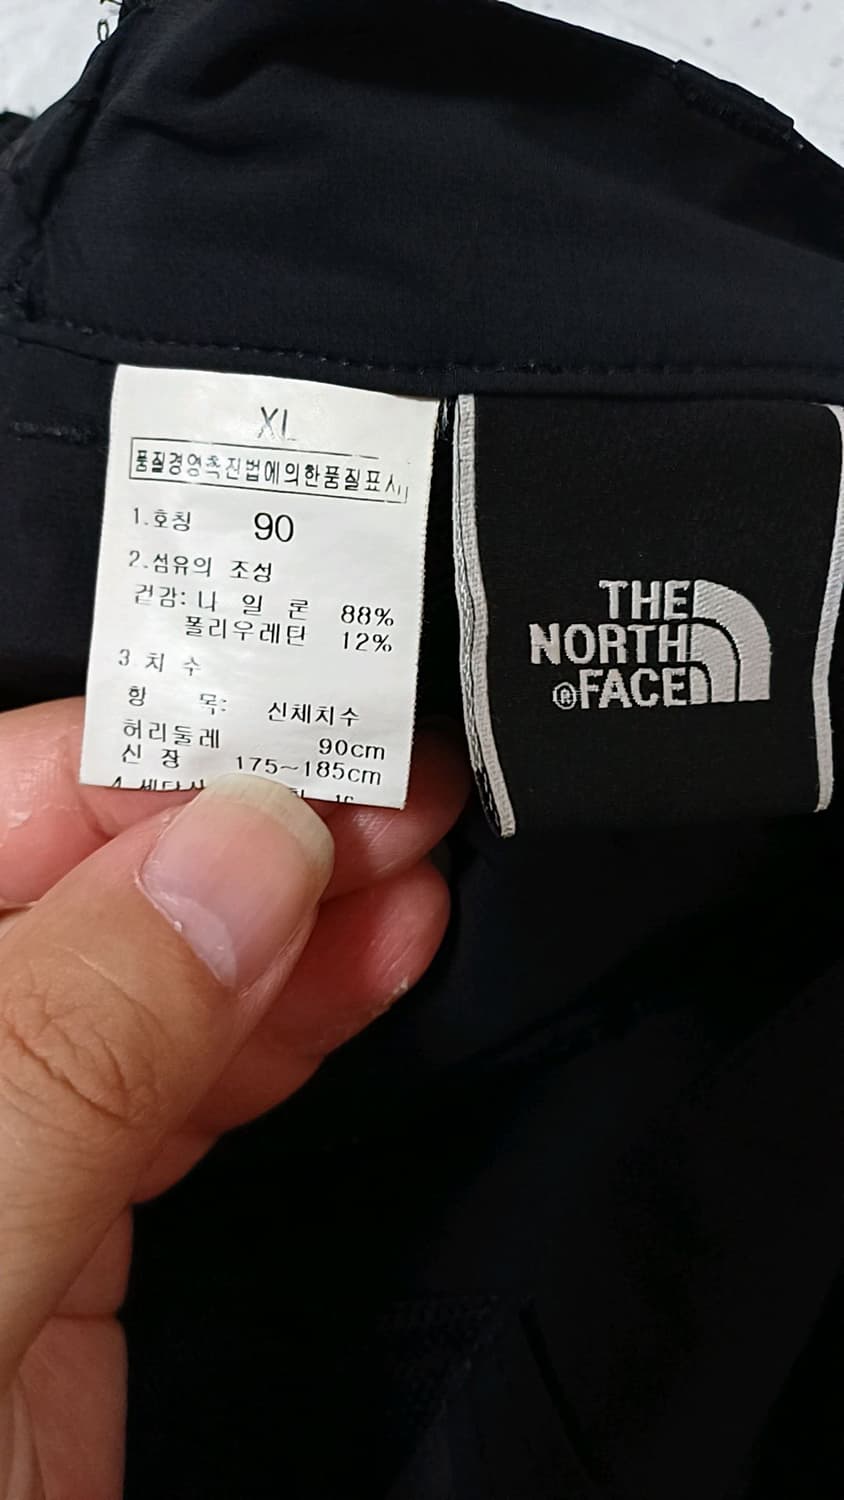 XL
품질경영촉진법에의한품질표시
1.호칭 90
2.섬유의 조성
겉감: 나 일 론 88%
폴리우레탄 12%
3 치 수
항 목: 신체치수
허리둘레 90cm
신 장 175~185cm
THE
NORTH
®FACE